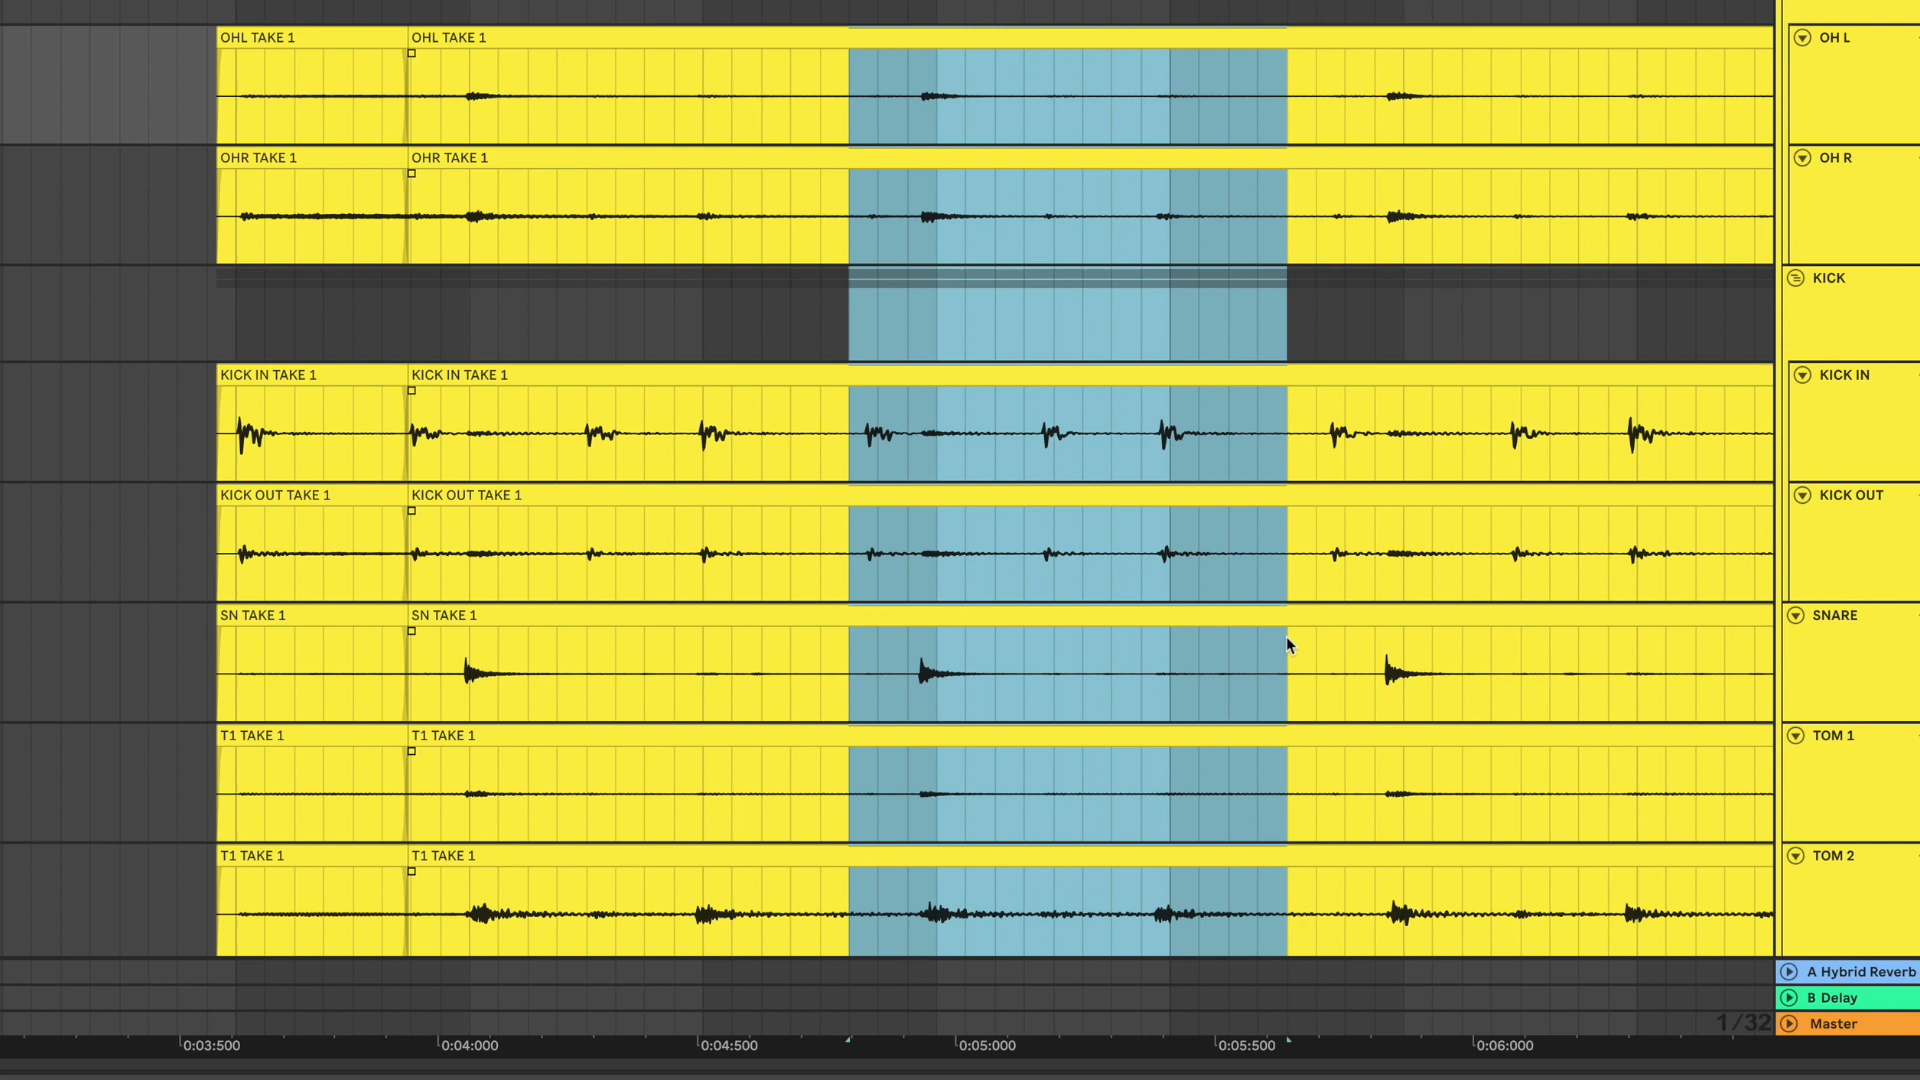 OHL TAKE 1 OHL TAKE 1 OH L
OHR TAKE 1 OHR TAKE 1 OH R
KICK
KICK IN TAKE 1 KICK IN TAKE 1 KICK IN
KICK OUT TAKE 1 KICK OUT TAKE 1 KICK OUT
SN TAKE 1 SN TAKE 1 SNARE
T1 TAKE 1 T1 TAKE 1 TOM 1
T1 TAKE 1 T1 TAKE 1 TOM 2
A Hybrid Reverb
B Delay
1/32 Master
0:03:500 0:04:000 0:04:500 0:05:000 0:05:500 0:06:000